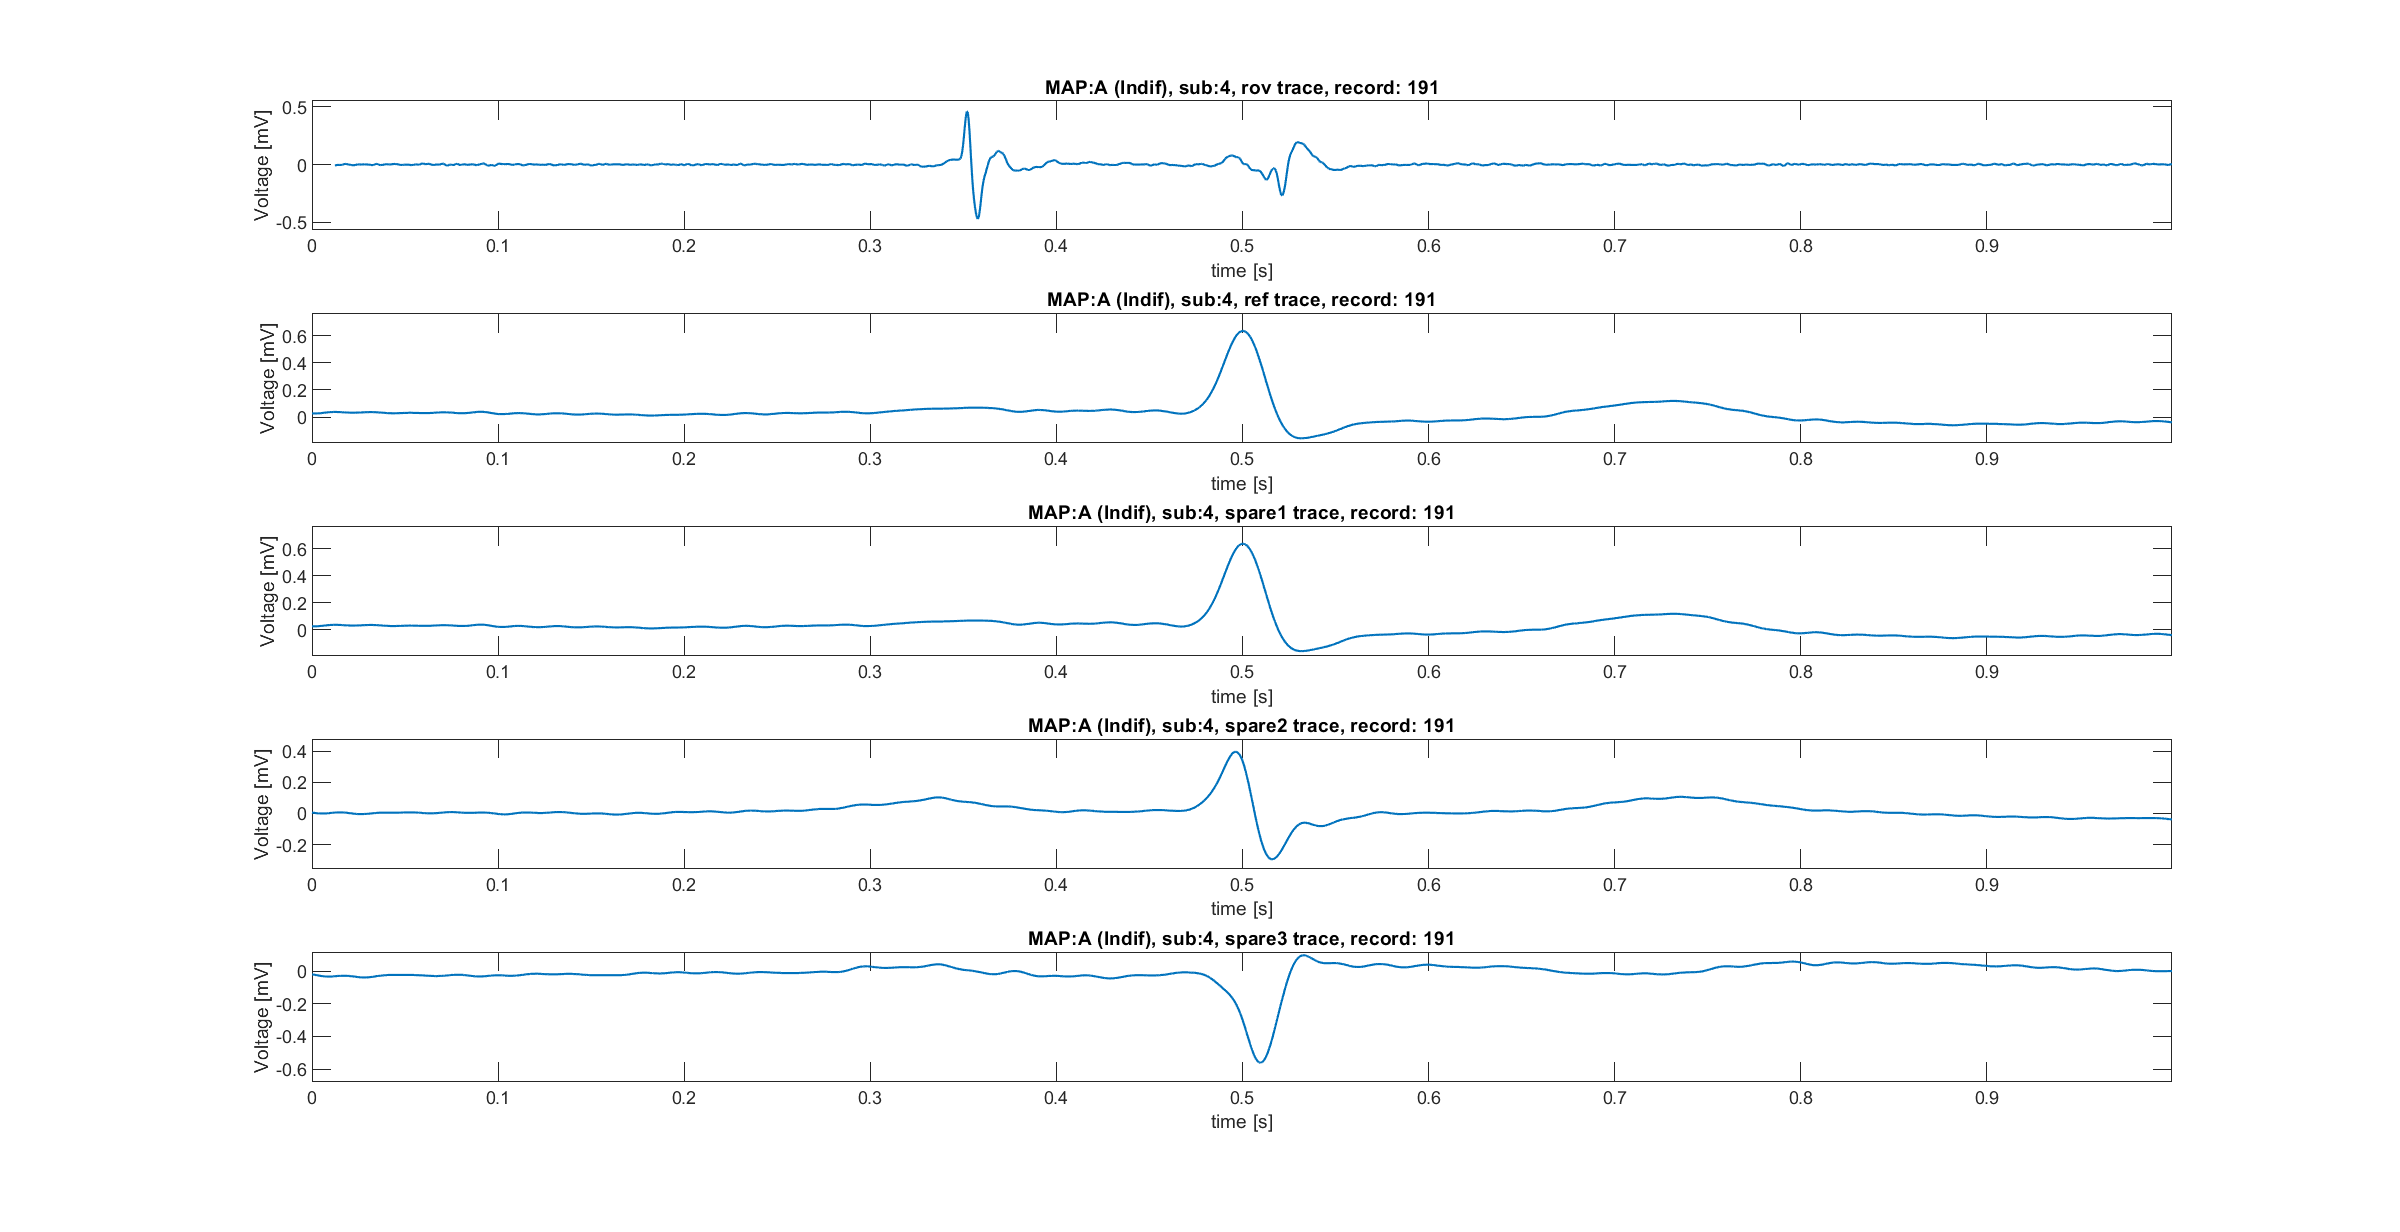 MAP:A (Indif), sub:4, rov trace, record: 191
Voltage [mV]
0.5
0
-0.5
0 0.1 0.2 0.3 0.4 0.5 0.6 0.7 0.8 0.9
time [s]
MAP:A (Indif), sub:4, ref trace, record: 191
Voltage [mV]
0.6
0.4
0.2
0
0 0.1 0.2 0.3 0.4 0.5 0.6 0.7 0.8 0.9
time [s]
MAP:A (Indif), sub:4, spare1 trace, record: 191
Voltage [mV]
0.6
0.4
0.2
0
0 0.1 0.2 0.3 0.4 0.5 0.6 0.7 0.8 0.9
time [s]
MAP:A (Indif), sub:4, spare2 trace, record: 191
Voltage [mV]
0.4
0.2
0
-0.2
0 0.1 0.2 0.3 0.4 0.5 0.6 0.7 0.8 0.9
time [s]
MAP:A (Indif), sub:4, spare3 trace, record: 191
Voltage [mV]
0
-0.2
-0.4
-0.6
0 0.1 0.2 0.3 0.4 0.5 0.6 0.7 0.8 0.9
time [s]